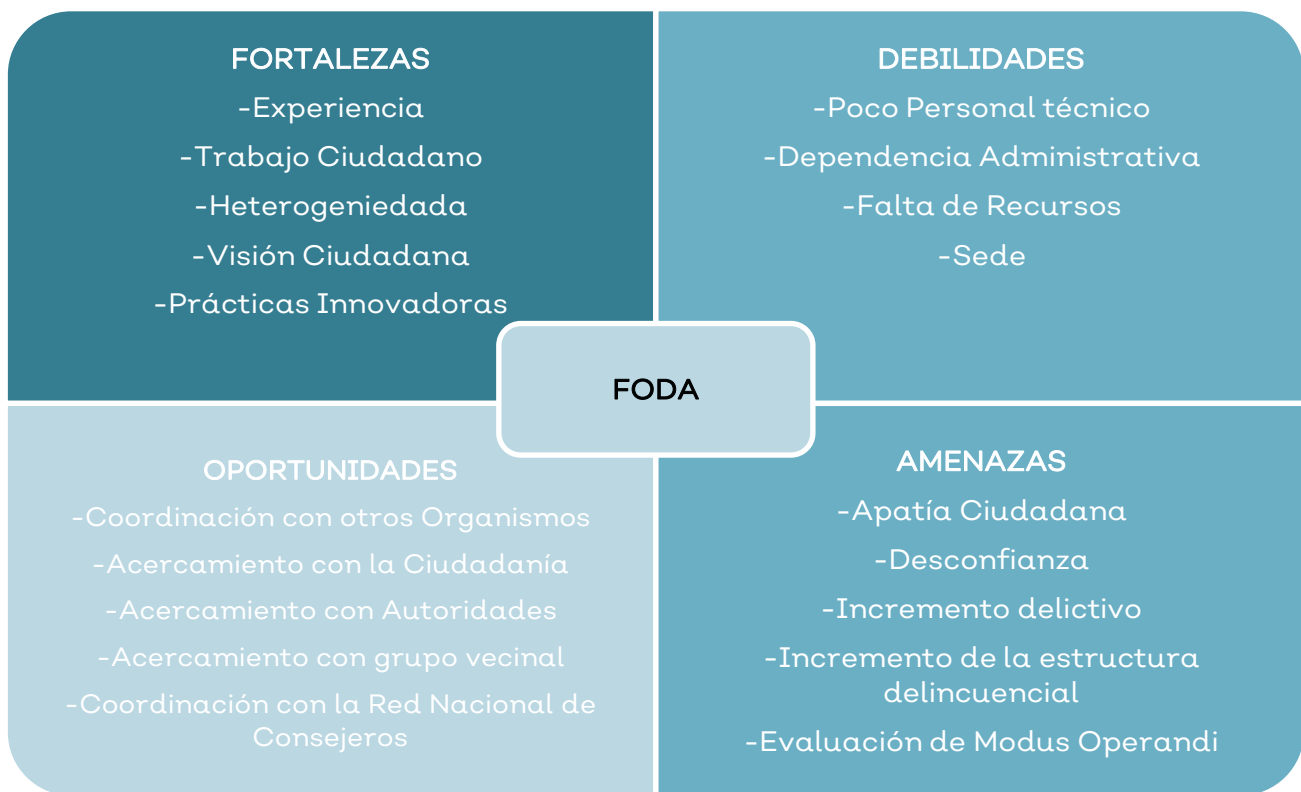 FORTALEZAS
-Experiencia
-Trabajo Ciudadano
-Heterogeniedada
-Visión Ciudadana
-Prácticas Innovadoras
DEBILIDADES
-Poco Personal técnico
-Dependencia Administrativa
-Falta de Recursos
-Sede
FODA
OPORTUNIDADES
-Coordinación con otros Organismos
-Acercamiento con la Ciudadanía
-Acercamiento con Autoridades
-Acercamiento con grupo vecinal
-Coordinación con la Red Nacional de
Consejeros
AMENAZAS
-Apatía Ciudadana
-Desconfianza
-Incremento delictivo
-Incremento de la estructura
delincuencial
-Evaluación de Modus Operandi